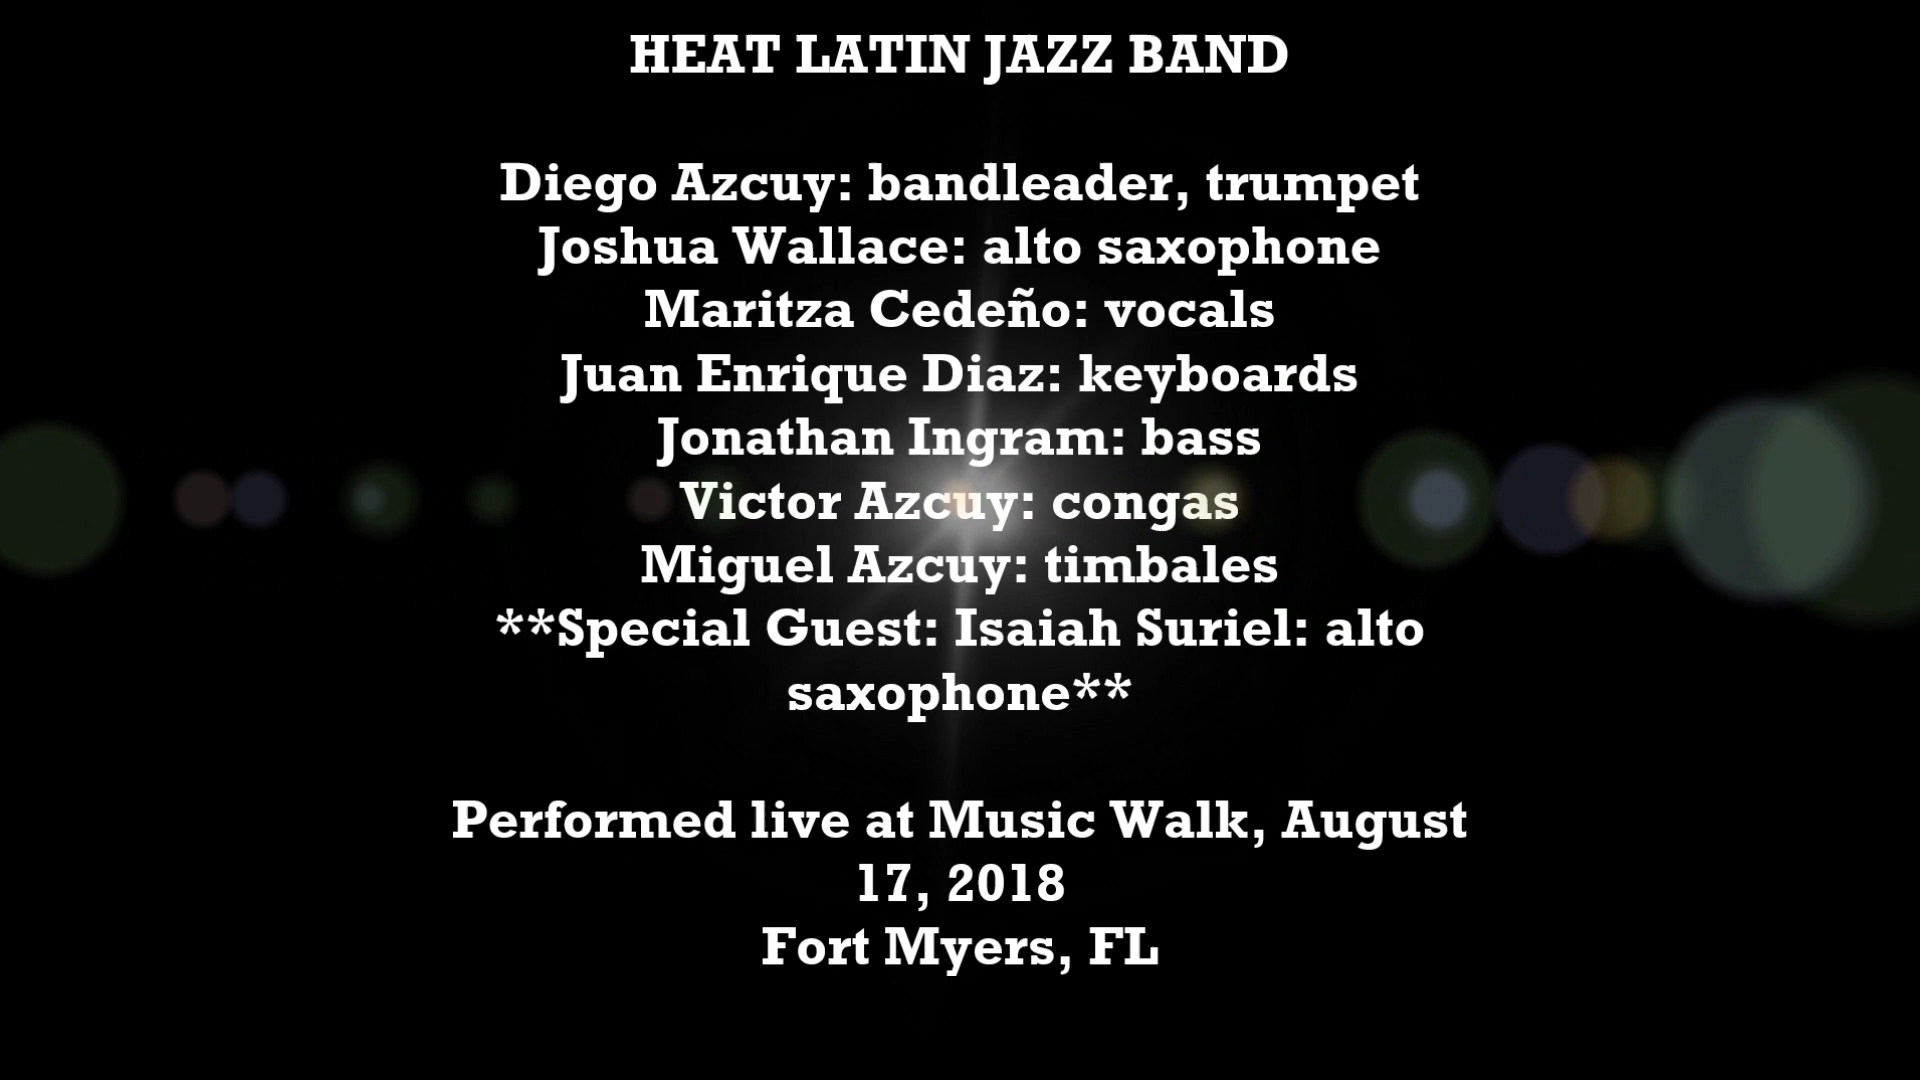 HEAT LATIN JAZZ BAND
Diego Azcuy: bandleader, trumpet
Joshua Wallace: alto saxophone
Maritza Cedeño: vocals
Juan Enrique Diaz: keyboards
Jonathan Ingram: bass
Victor Azcuy: congas
Miguel Azcuy: timbales
**Special Guest: Isaiah Suriel: alto
saxophone**
Performed live at Music Walk, August
17, 2018
Fort Myers, FL